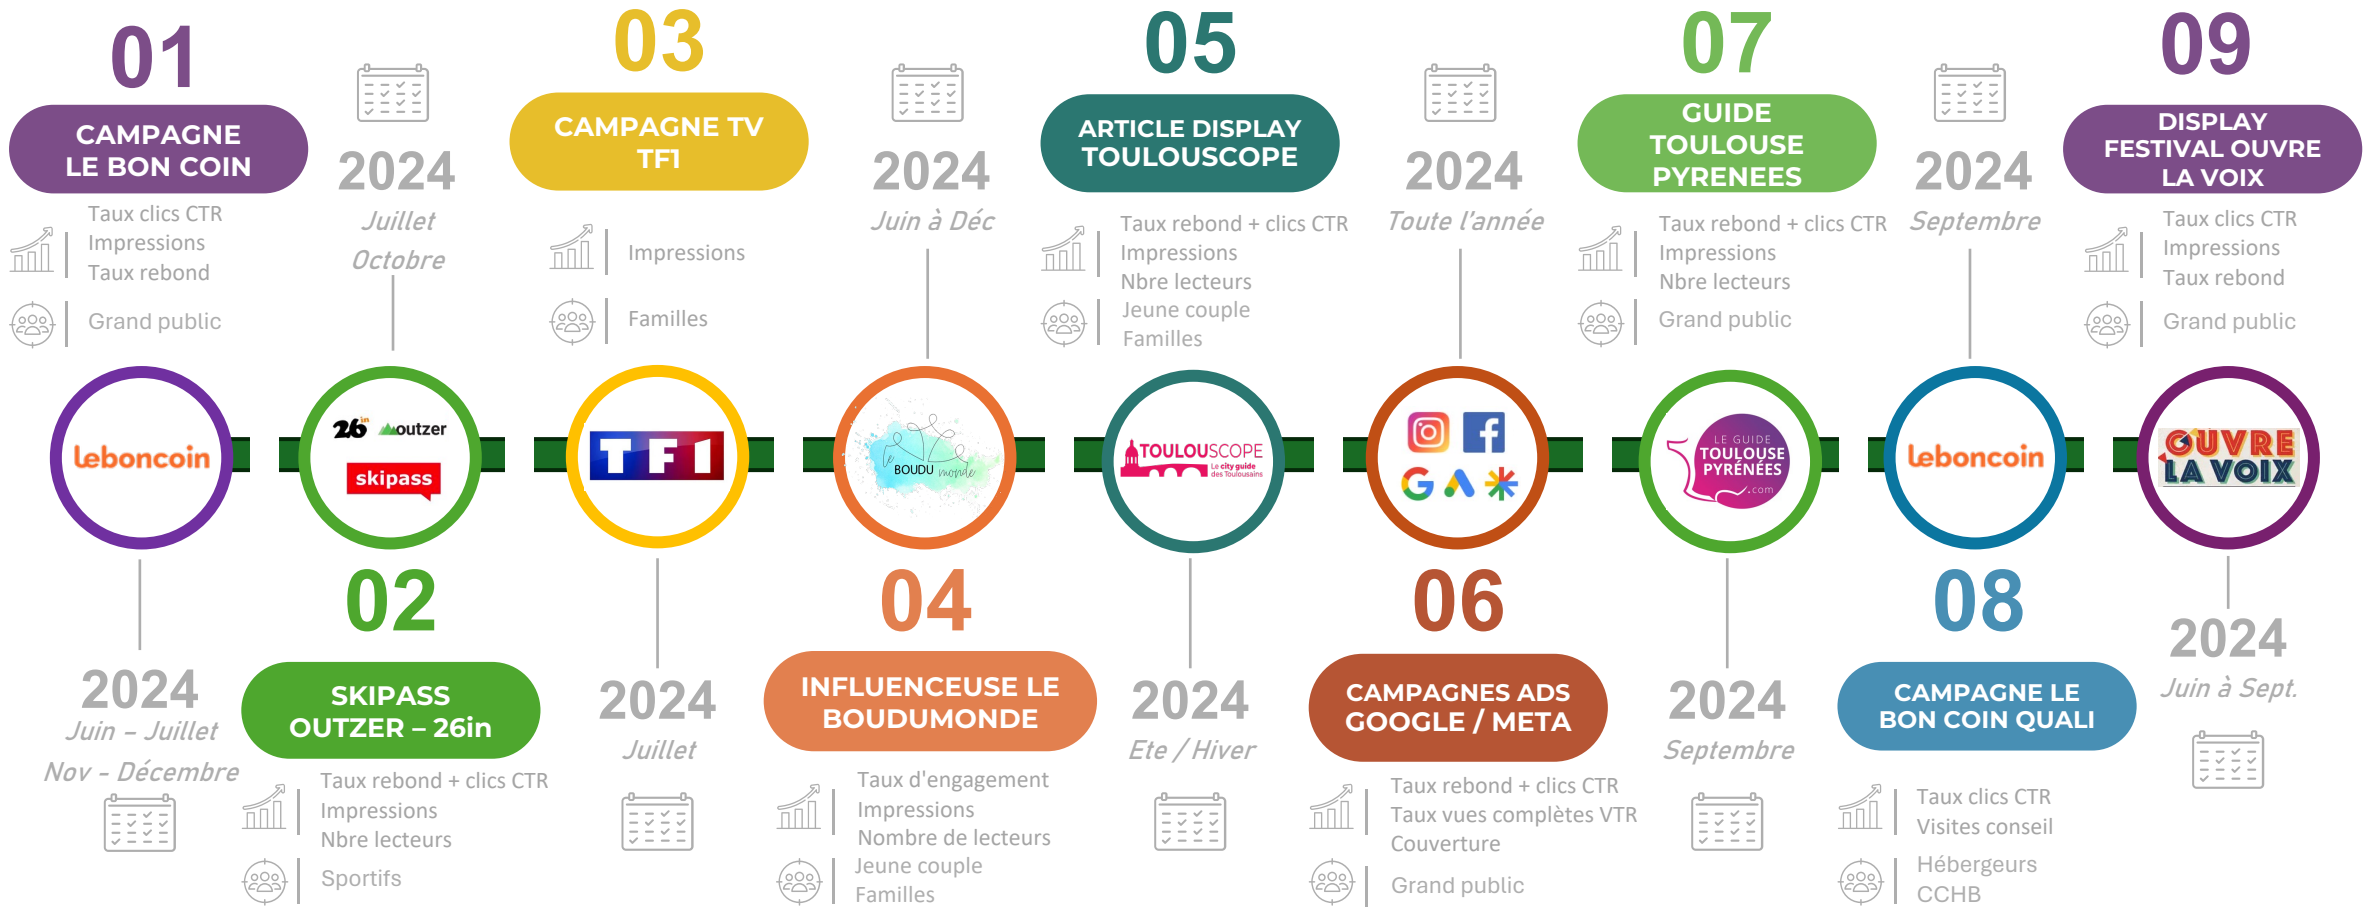 01
CAMPAGNE
LE BON COIN
Taux clics CTR
Impressions
Taux rebond
Grand public
leboncoin
2024
Juin - Juillet
Nov - Décembre
2024
Juillet
Octobre
26in
outzer
skipass
02
SKIPASS
OUTZER – 26in
Taux rebond + clics CTR
Impressions
Nbre lecteurs
Sportifs
03
CAMPAGNE TV
TF1
Impressions
Familles
TF1
2024
Juillet
2024
Juin à Déc
le
BOUDU
monde
04
INFLUENCEUSE LE
BOUDUMONDE
Taux d'engagement
Impressions
Nombre de lecteurs
Jeune couple
Familles
05
ARTICLE DISPLAY
TOULOUSCOPE
Taux rebond + clics CTR
Impressions
Nbre lecteurs
Jeune couple
Familles
TOULOUSCOPE
Le city guide
des Toulousains
2024
Ete / Hiver
2024
Toute l'année
06
CAMPAGNES ADS
GOOGLE / META
Taux rebond + clics CTR
Taux vues complètes VTR
Couverture
Grand public
07
GUIDE
TOULOUSE
PYRENEES
Taux rebond + clics CTR
Impressions
Nbre lecteurs
Grand public
LE GUIDE
TOULOUSE
PYRÉNÉES
.com
2024
Septembre
2024
Septembre
leboncoin
08
CAMPAGNE LE
BON COIN QUALI
Taux clics CTR
Visites conseil
Hébergeurs
CCHB
09
DISPLAY
FESTIVAL OUVRE
LA VOIX
Taux clics CTR
Impressions
Taux rebond
Grand public
OUVRE
LA VOIX
2024
Juin à Sept.